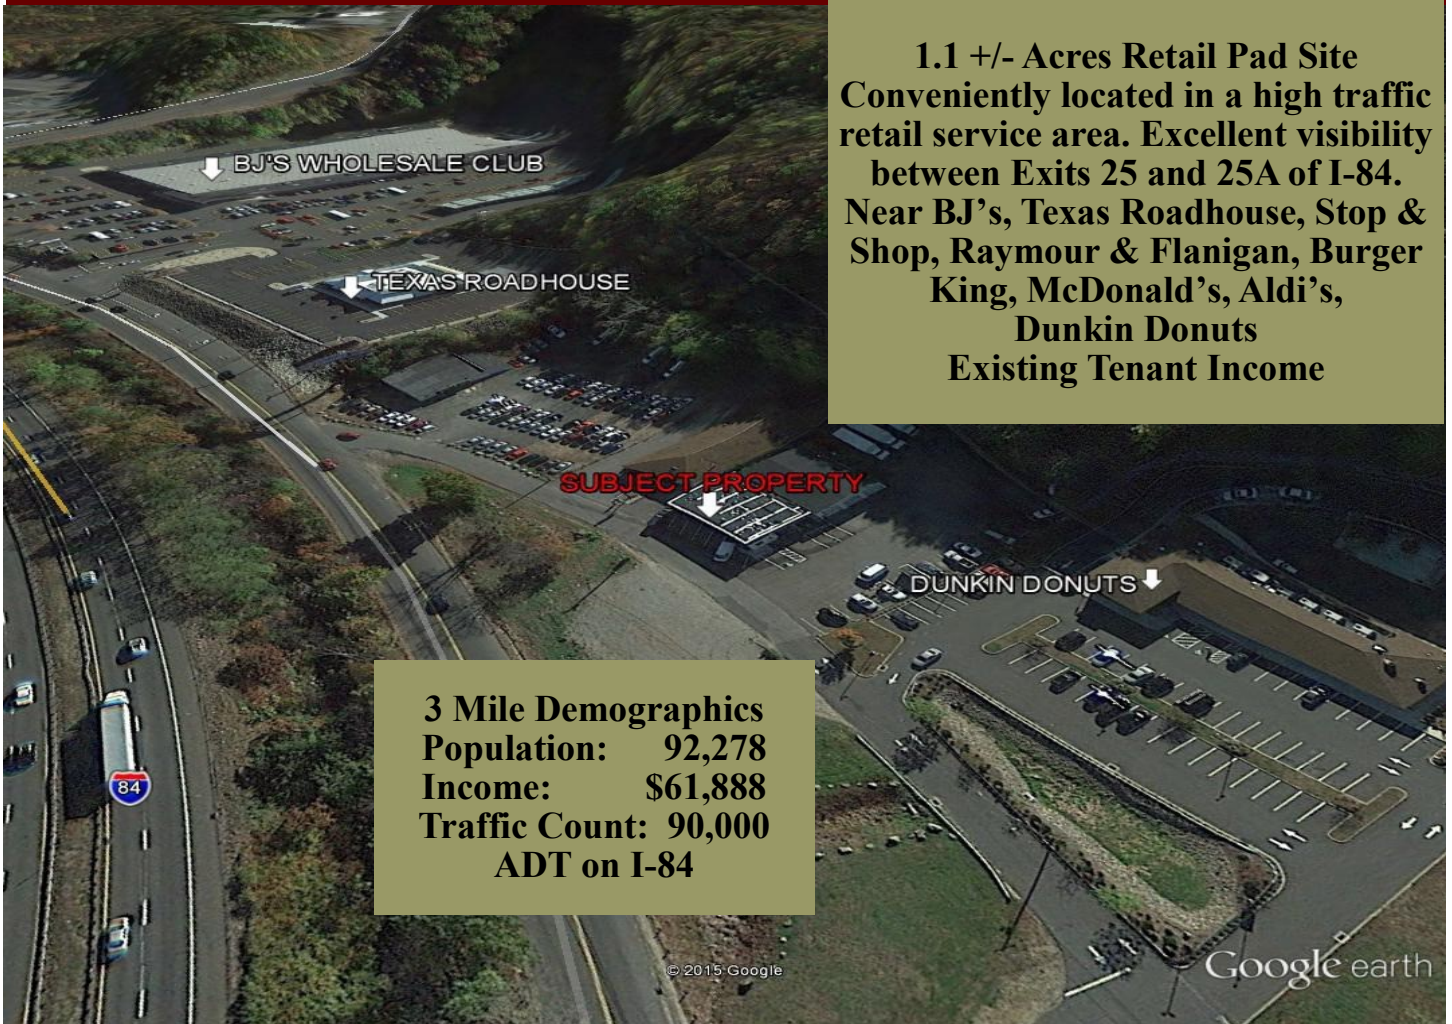 1.1 +/- Acres Retail Pad Site
Conveniently located in a high traffic
retail service area. Excellent visibility
between Exits 25 and 25A of I-84.
Near BJ’s, Texas Roadhouse, Stop &
Shop, Raymour & Flanigan, Burger
King, McDonald’s, Aldi’s,
Dunkin Donuts
Existing Tenant Income
BJ'S WHOLESALE CLUB
TEXAS ROADHOUSE
SUBJECT PROPERTY
DUNKIN DONUTS
3 Mile Demographics
Population: 92,278
Income: $61,888
Traffic Count: 90,000
ADT on I-84
84
© 2015 Google
Google earth